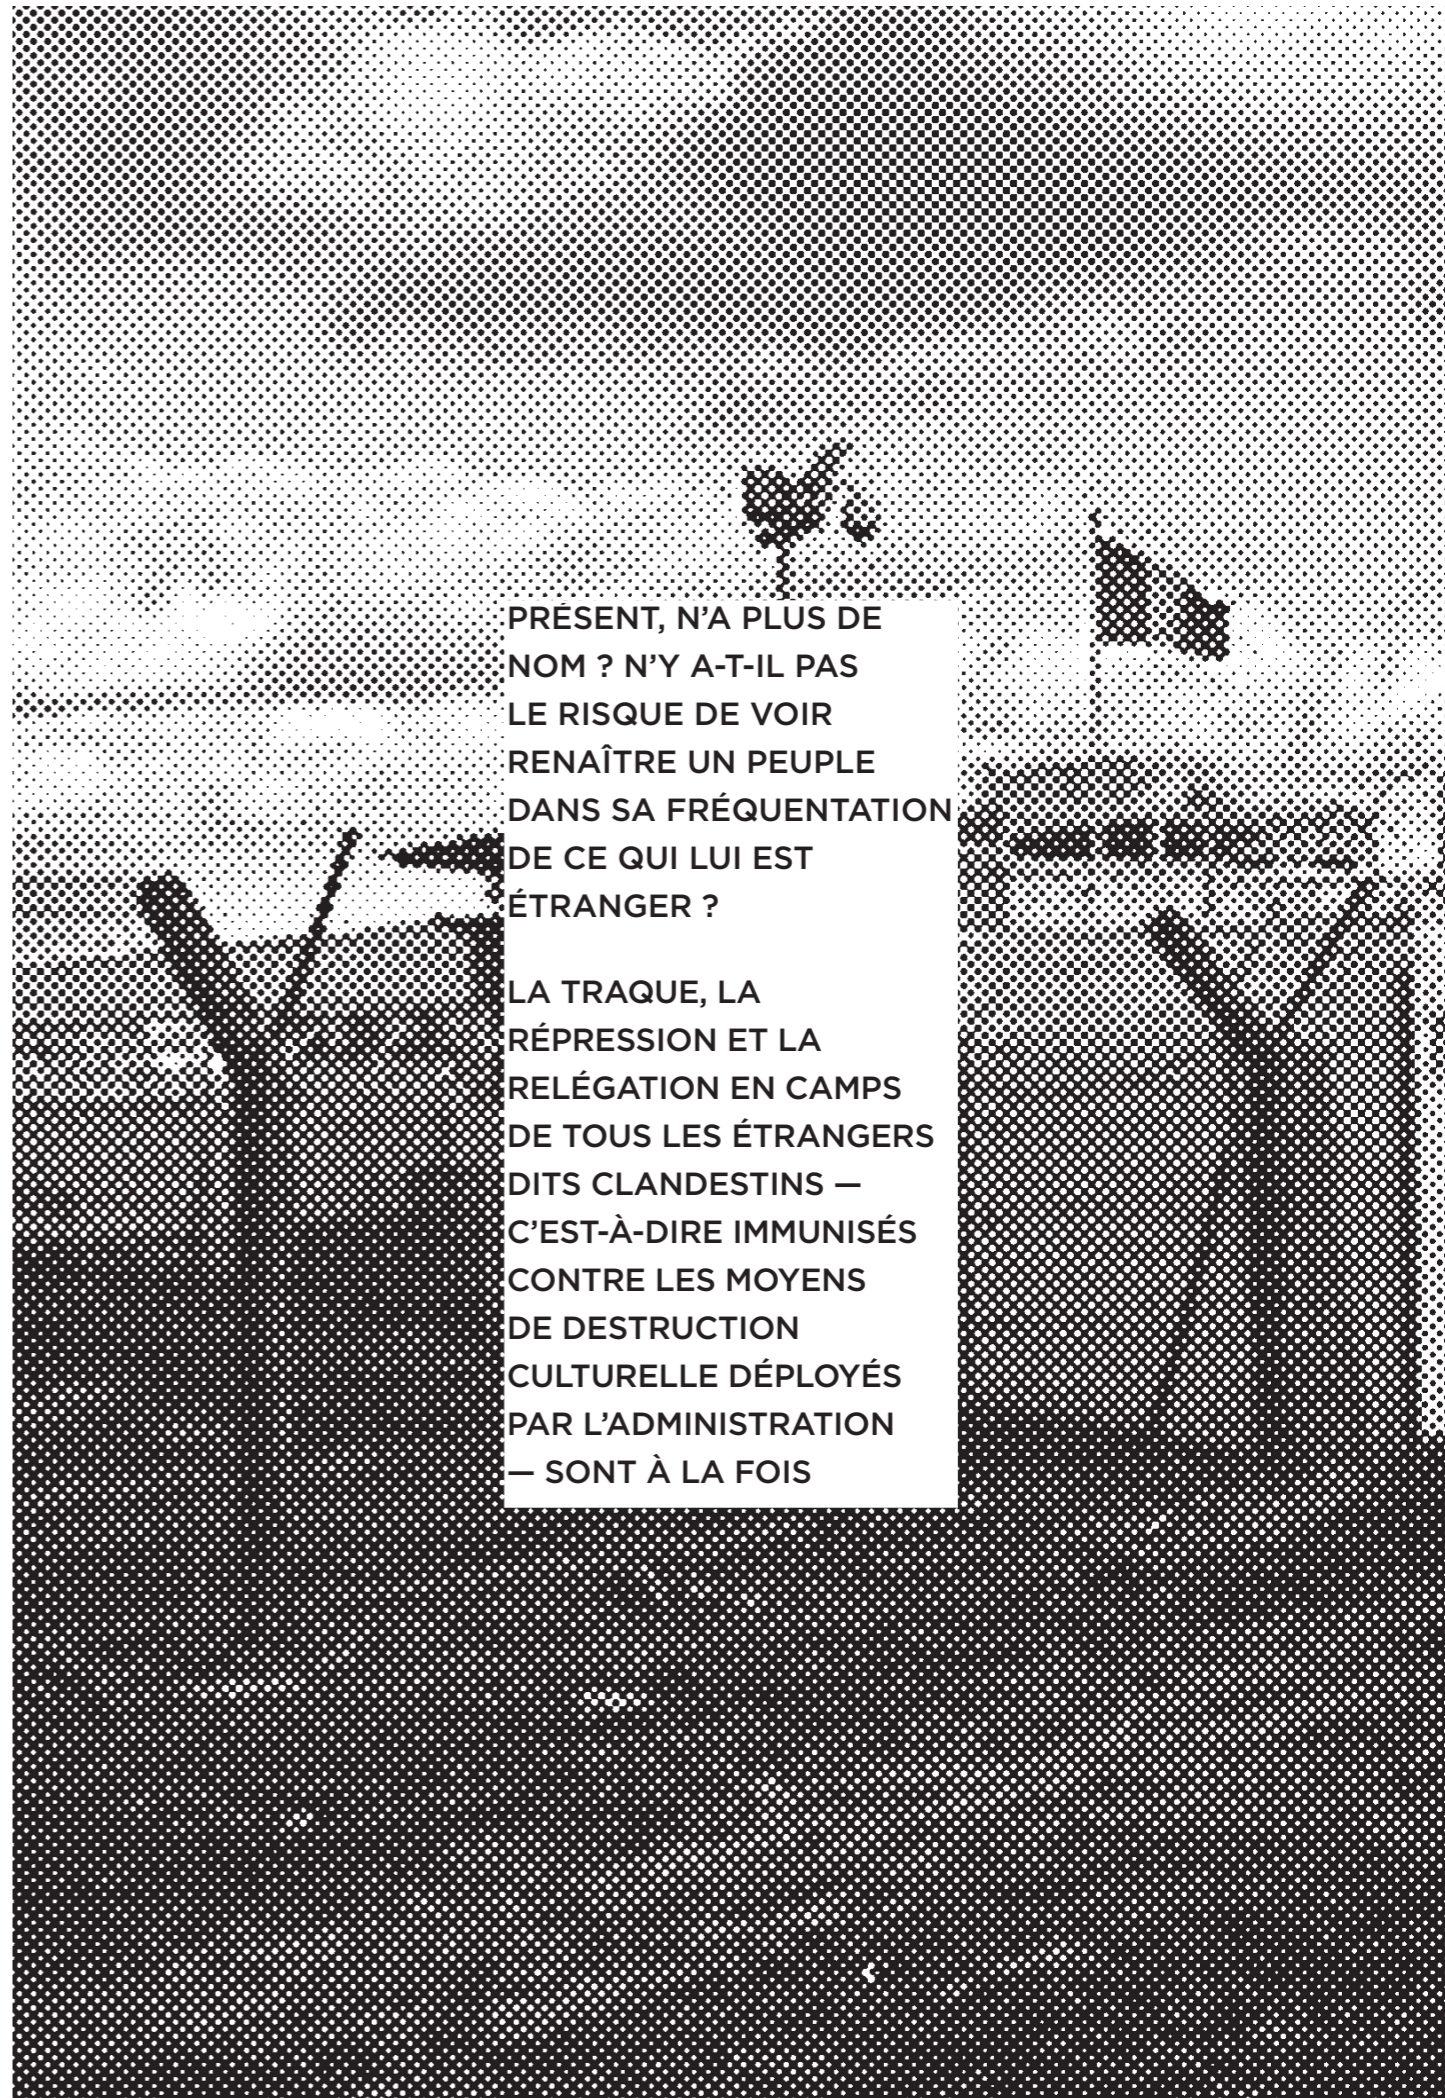 PRÉSENT, N’A PLUS DE
NOM ? N’Y A-T-IL PAS
LE RISQUE DE VOIR
RENAÎTRE UN PEUPLE
DANS SA FRÉQUENTATION
DE CE QUI LUI EST
ÉTRANGER ?
LA TRAQUE, LA
RÉPRESSION ET LA
RELÉGATION EN CAMPS
DE TOUS LES ÉTRANGERS
DITS CLANDESTINS —
C’EST-À-DIRE IMMUNISÉS
CONTRE LES MOYENS
DE DESTRUCTION
CULTURELLE DÉPLOYÉS
PAR L’ADMINISTRATION
— SONT À LA FOIS